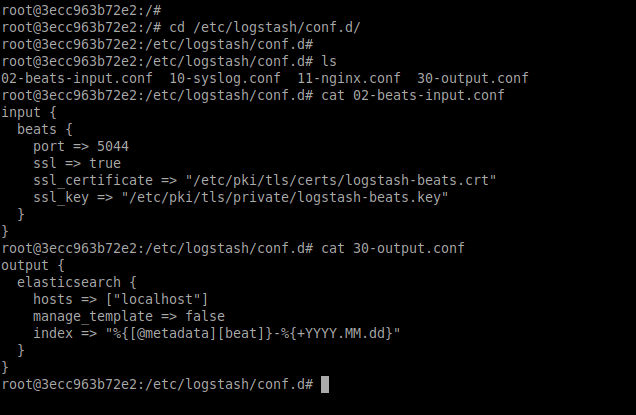 root@3ecc963b72e2:/#
root@3ecc963b72e2:/# cd /etc/logstash/conf.d/
root@3ecc963b72e2:/etc/logstash/conf.d#
root@3ecc963b72e2:/etc/logstash/conf.d# ls
02-beats-input.conf  10-syslog.conf  11-nginx.conf  30-output.conf
root@3ecc963b72e2:/etc/logstash/conf.d# cat 02-beats-input.conf
input {
  beats {
    port => 5044
    ssl => true
    ssl_certificate => "/etc/pki/tls/certs/logstash-beats.crt"
    ssl_key => "/etc/pki/tls/private/logstash-beats.key"
  }
}
root@3ecc963b72e2:/etc/logstash/conf.d# cat 30-output.conf
output {
  elasticsearch {
    hosts => ["localhost"]
    manage_template => false
    index => "%{[@metadata][beat]}-%{+YYYY.MM.dd}"
  }
}
root@3ecc963b72e2:/etc/logstash/conf.d#